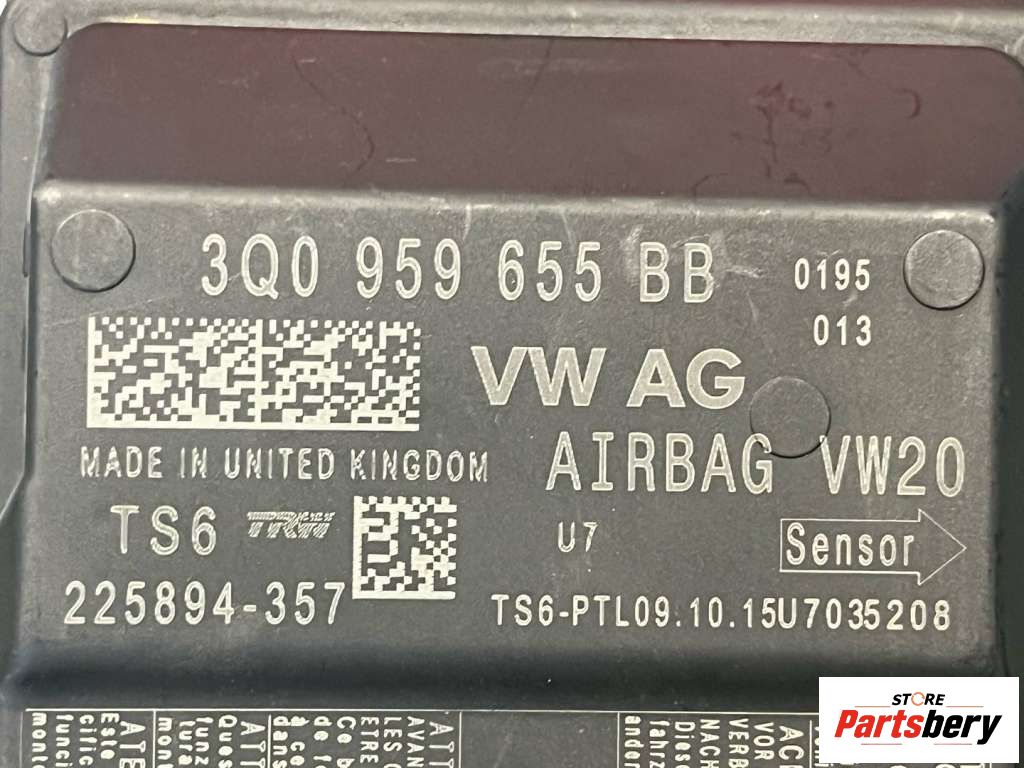 3Q0 959 655 BB 0195
013
VW AG
MADE IN UNITED KINGDOM
AIRBAG VW20
TS6 TRW
U7
Sensor
225894-357
TS6-PTL09.10.15U7035208
STORE
Partsbery